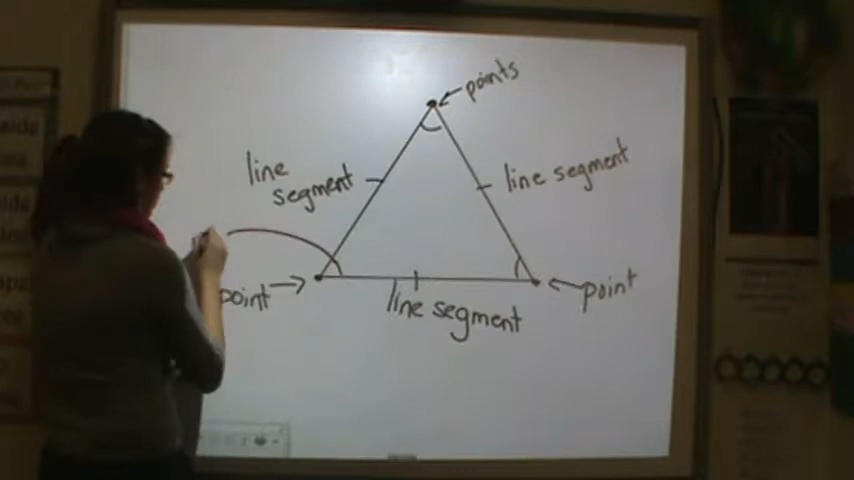 points
line
segment
line segment
point
line segment
point